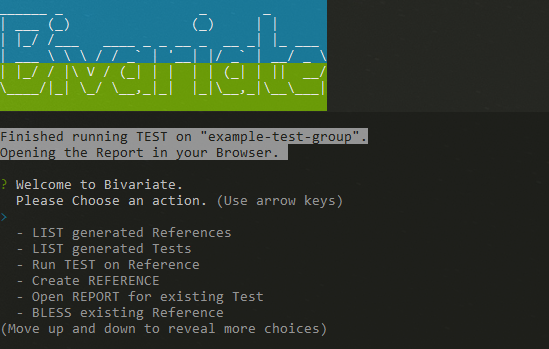 Bivariate
Finished running TEST on "example-test-group".
Opening the Report in your Browser.
? Welcome to Bivariate.
Please Choose an action. (Use arrow keys)
>
- LIST generated References
- LIST generated Tests
- Run TEST on Reference
- Create REFERENCE
- Open REPORT for existing Test
- BLESS existing Reference
(Move up and down to reveal more choices)